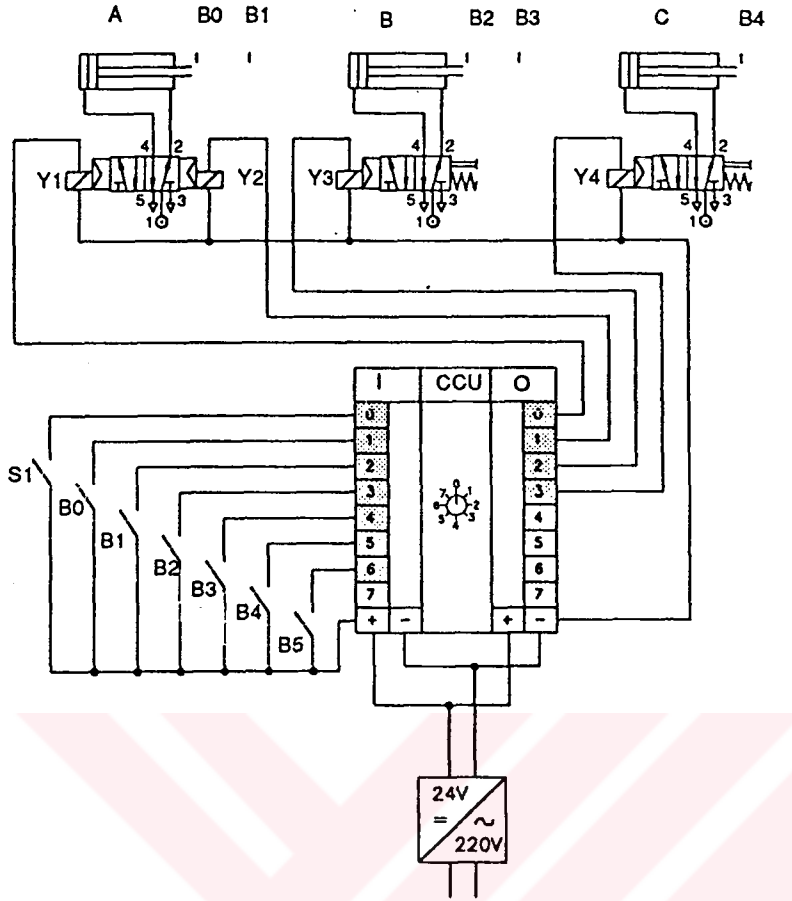 A B0 B1 B B2 B3 C B4
4 2 4 2 4 2
Y1 Y2 Y3 Y4
5 3 5 3 5 3
1 1 1
I CCU O
0 0
1 1
2 2
3 3
4 4
5 5
6 6
7 7
+ - + -
0 1 2 3 4 5 6 7
S1
B0
B1
B2
B3
B4
B5
24V
= ~
220V